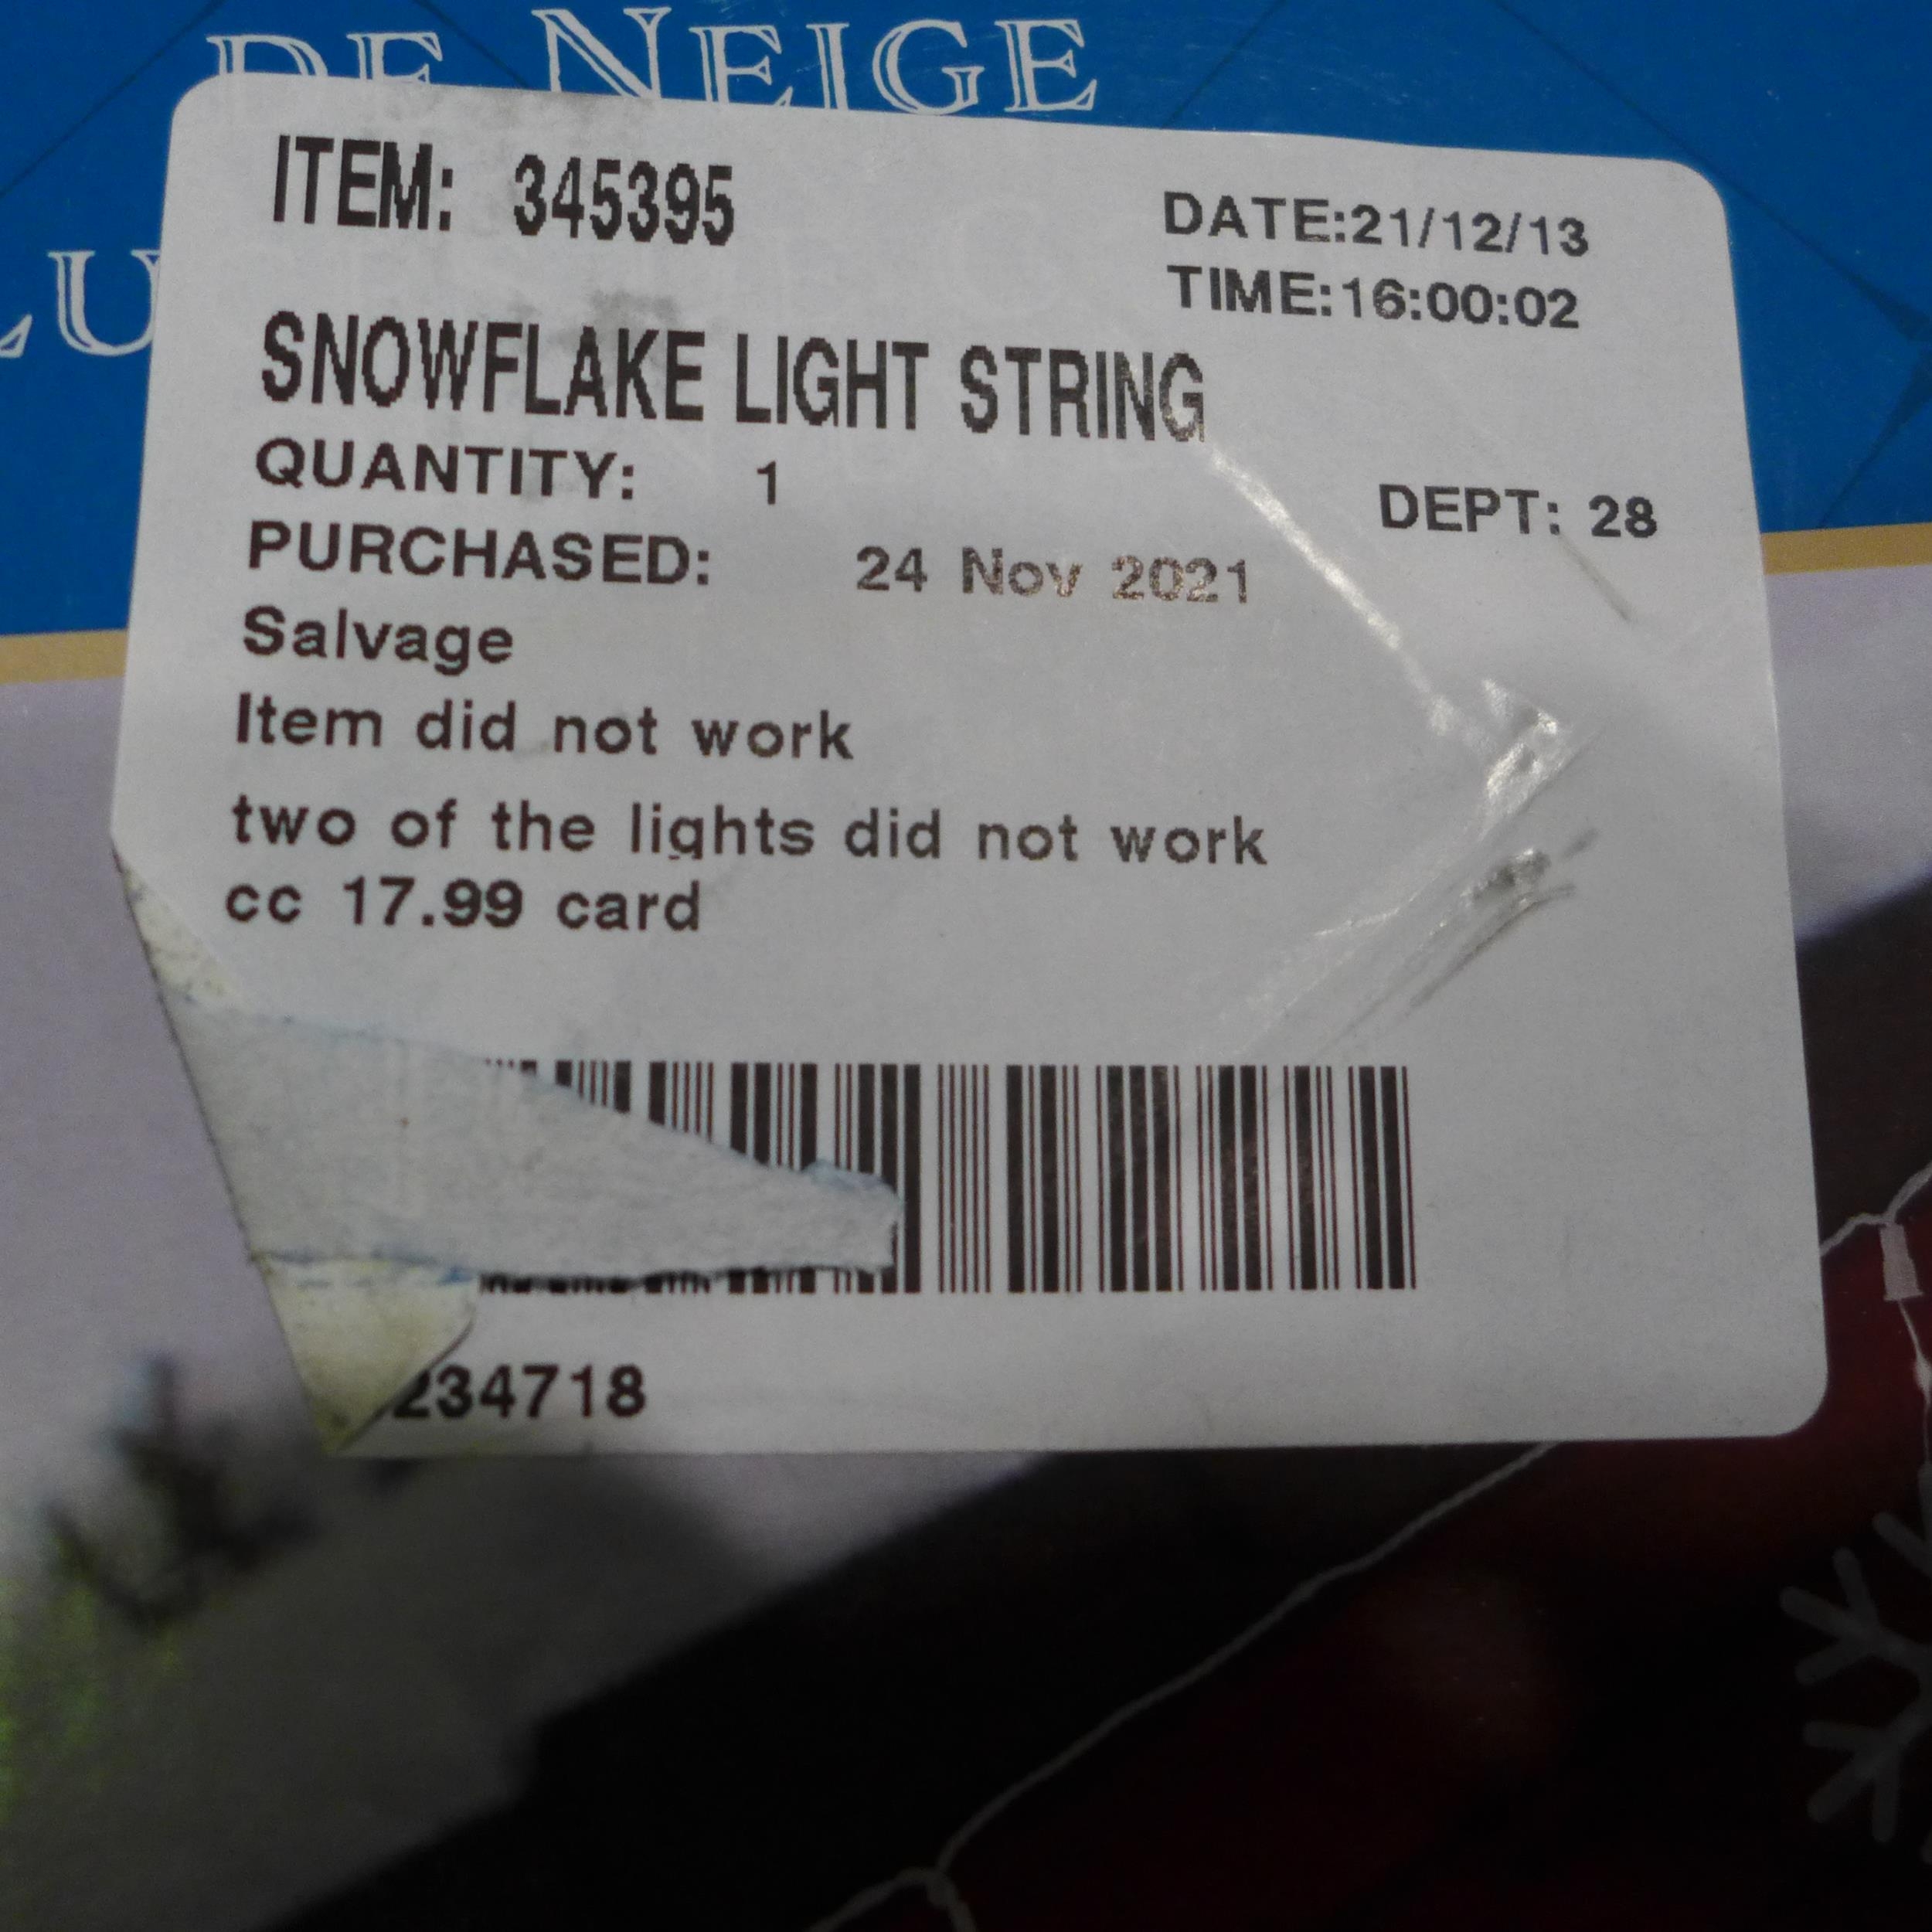 DE NEIGE
LU
ITEM: 345395
DATE:21/12/13
TIME:16:00:02
SNOWFLAKE LIGHT STRING
QUANTITY: 1
DEPT: 28
PURCHASED: 24 Nov 2021
Salvage
Item did not work
two of the lights did not work
cc 17.99 card
234718